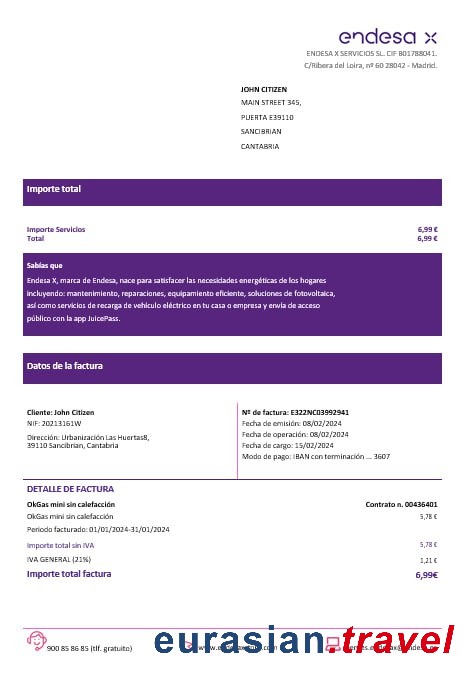 endesa x
ENDESA X SERVICIOS SL. CIF B01788041.
C/Ribera del Loira, nº 60 28042 - Madrid.
JOHN CITIZEN
MAIN STREET 345,
PUERTA E39110
SANCIBRIAN
CANTABRIA
Importe total
Importe Servicios 6,99 €
Total 6,99 €
Sabías que
Endesa X, marca de Endesa, nace para satisfacer las necesidades energéticas de los hogares
incluyendo: mantenimiento, reparaciones, equipamiento eficiente, soluciones de fotovoltaica,
así como servicios de recarga de vehículo eléctrico en tu casa o empresa y envía de acceso
público con la app JuicePass.
Datos de la factura
Cliente: John Citizen
NIF: 20213161W
Dirección: Urbanización Las Huertas8,
39110 Sancibrian, Cantabria
Nº de factura: E322NC03992941
Fecha de emisión: 08/02/2024
Fecha de operación: 08/02/2024
Fecha de cargo: 15/02/2024
Modo de pago: IBAN con terminación ... 3607
DETALLE DE FACTURA
OkGas mini sin calefacción Contrato n. 00436401
OkGas mini sin calefacción 5,78 €
Periodo facturado: 01/01/2024-31/01/2024
Importe total sin IVA 5,78 €
IVA GENERAL (21%) 1,21 €
Importe total factura 6,99€
900 85 86 85 (tlf. gratuito)
eurasian.travel